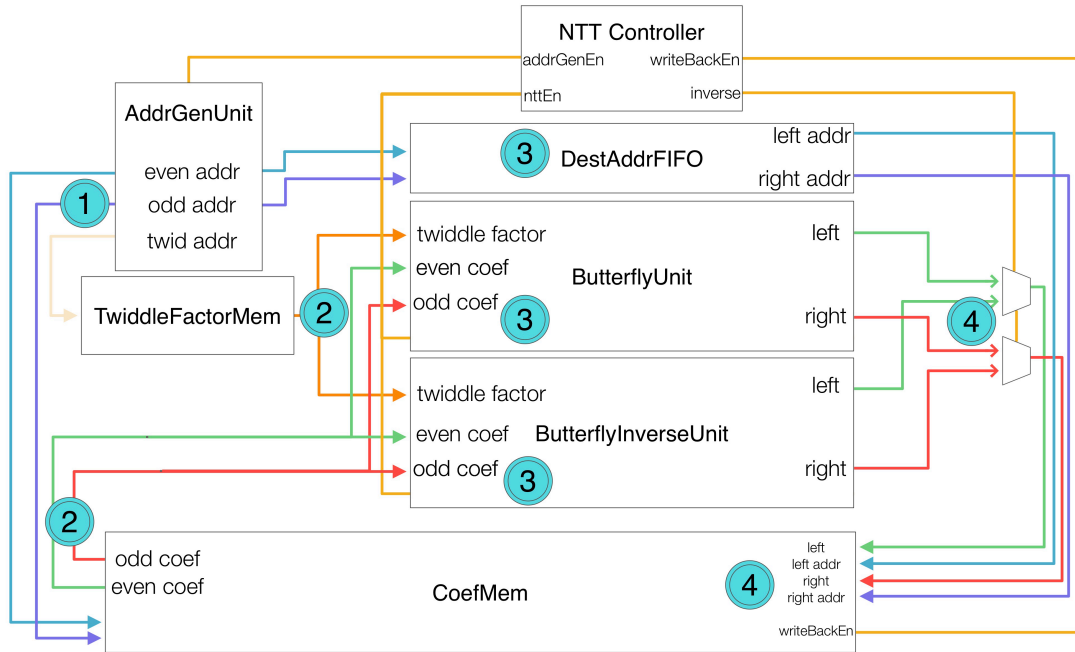 NTT Controller
addrGenEn
writeBackEn
nttEn
inverse
AddrGenUnit
even addr
odd addr
twid addr
1
3
DestAddrFIFO
left addr
right addr
TwiddleFactorMem
2
twiddle factor
even coef
odd coef
ButterflyUnit
3
left
right
4
twiddle factor
even coef
odd coef
ButterflyInverseUnit
3
left
right
2
odd coef
even coef
CoefMem
4
left
left addr
right
right addr
writeBackEn